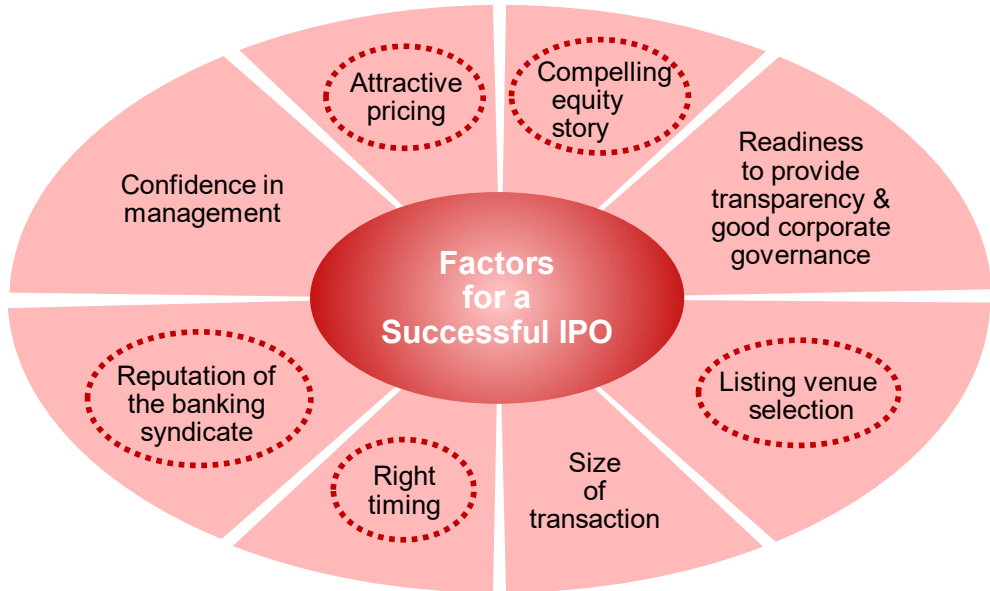 Attractive
pricing
Compelling
equity
story
Readiness
to provide
transparency &
good corporate
governance
Confidence in
management
Factors
for a
Successful IPO
Reputation of
the banking
syndicate
Right
timing
Size
of
transaction
Listing venue
selection